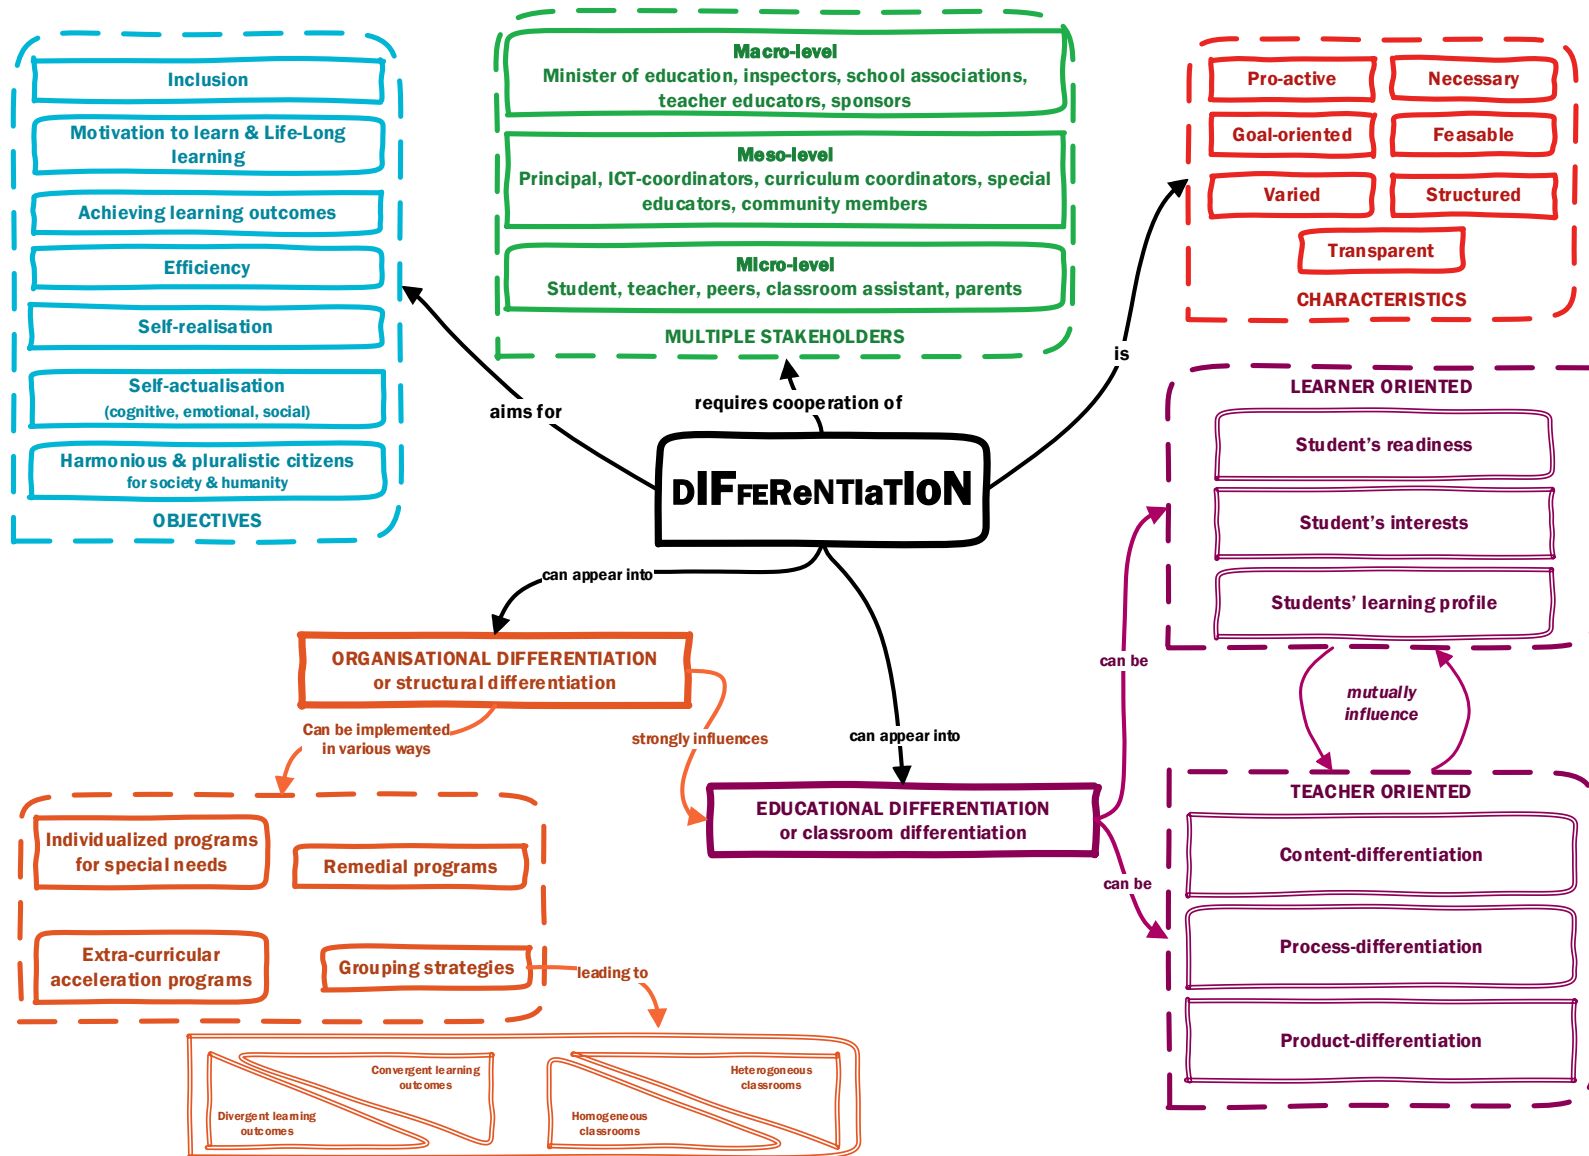 Inclusion
Motivation to learn & Life-Long
learning
Achieving learning outcomes
Efficiency
Self-realisation
Self-actualisation
(cognitive, emotional, social)
Harmonious & pluralistic citizens
for society & humanity
OBJECTIVES
Macro-level
Minister of education, inspectors, school associations,
teacher educators, sponsors
Meso-level
Principal, ICT-coordinators, curriculum coordinators, special
educators, community members
Micro-level
Student, teacher, peers, classroom assistant, parents
MULTIPLE STAKEHOLDERS
Pro-active
Necessary
Goal-oriented
Feasable
Varied
Structured
Transparent
CHARACTERISTICS
aims for
requires cooperation of
is
DIFFEReNTIaTIoN
can appear into
can appear into
ORGANISATIONAL DIFFERENTIATION
or structural differentiation
Can be implemented
in various ways
strongly influences
EDUCATIONAL DIFFERENTIATION
or classroom differentiation
can be
can be
LEARNER ORIENTED
Student's readiness
Student's interests
Students' learning profile
mutually
influence
TEACHER ORIENTED
Content-differentiation
Process-differentiation
Product-differentiation
Individualized programs
for special needs
Remedial programs
Extra-curricular
acceleration programs
Grouping strategies
leading to
Convergent learning
outcomes
Divergent learning
outcomes
Heterogoneous
classrooms
Homogeneous
classrooms